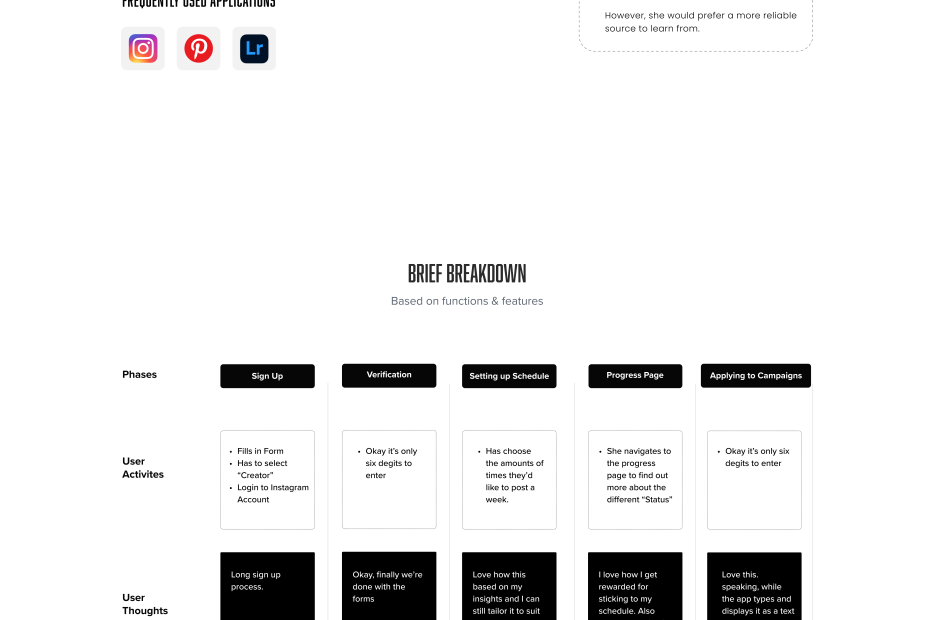 FREQUENTLY USED APPLICATIONS
However, she would prefer a more reliable
source to learn from.
Lr
BRIEF BREAKDOWN
Based on functions & features
Phases
Sign Up
Verification
Setting up Schedule
Progress Page
Applying to Campaigns
User
Activites
• Fills in Form
• Has to select
“Creator”
• Login to Instagram
Account
• Okay it’s only
six degits to
enter
• Has choose
the amounts of
times they’d
like to post a
week.
• She navigates to
the progress
page to find out
more about the
different “Status”
• Okay it’s only six
degits to enter
User
Thoughts
Long sign up
process.
Okay, finally we’re
done with the
forms
Love how this
based on my
insights and I can
still tailor it to suit
I love how I get
rewarded for
sticking to my
schedule. Also
Love this.
speaking, while
the app types and
displays it as a text